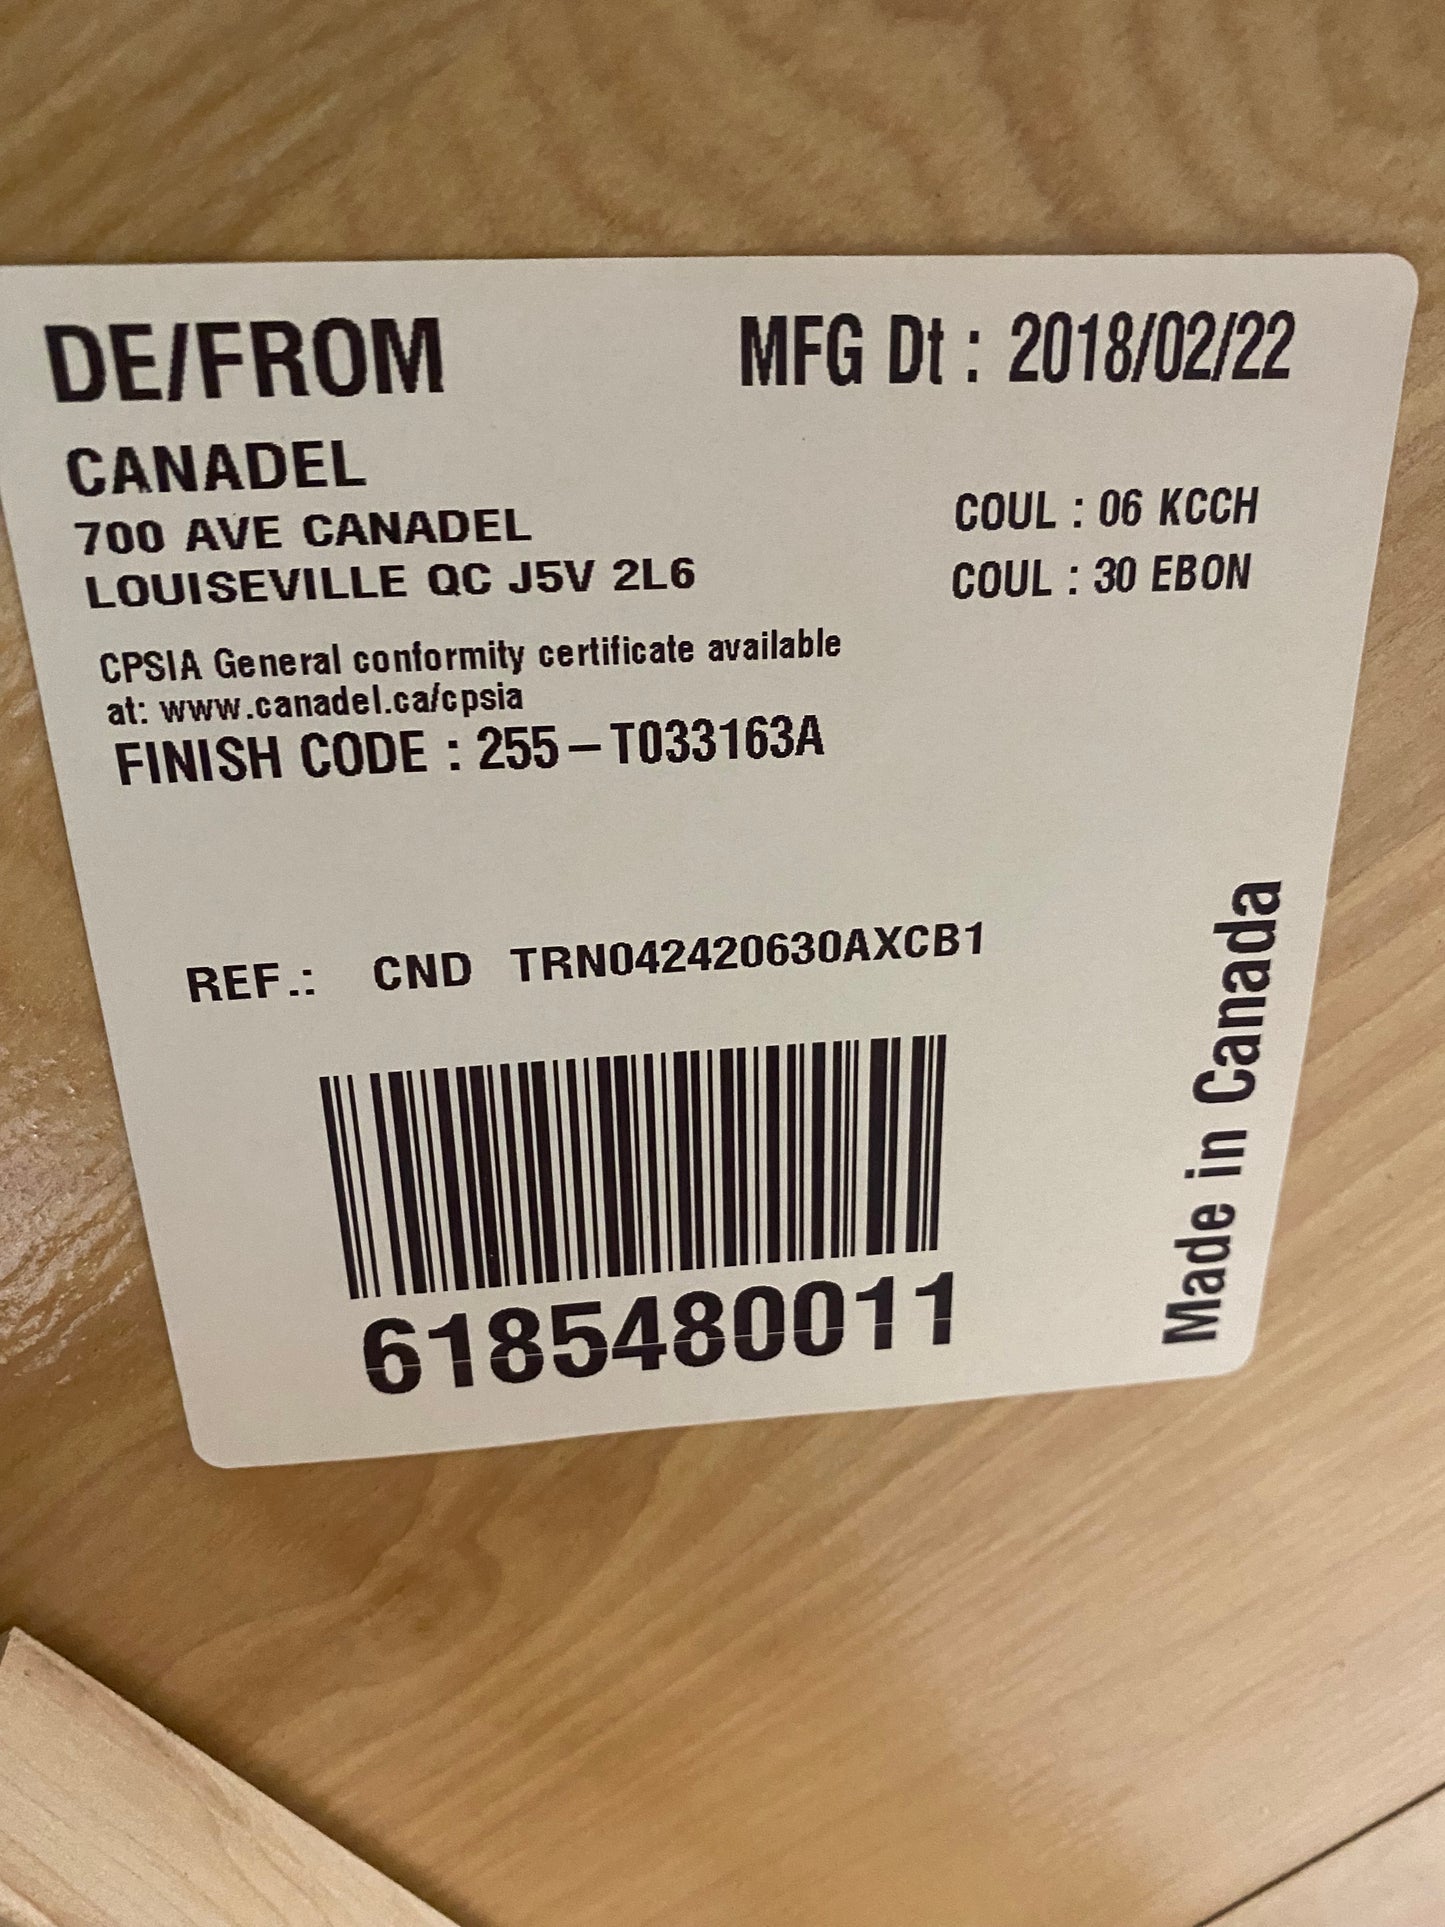 DE/FROM
MFG Dt : 2018/02/22
CANADEL
700 AVE CANADEL
LOUISEVILLE QC J5V 2L6
COUL : 06 KCCH
COUL : 30 EBON
CPSIA General conformity certificate available
at: www.canadel.ca/cpsia
FINISH CODE : 255 – T033163A
REF.: CND TRN042420630AXCB1
6185480011
Made in Canada